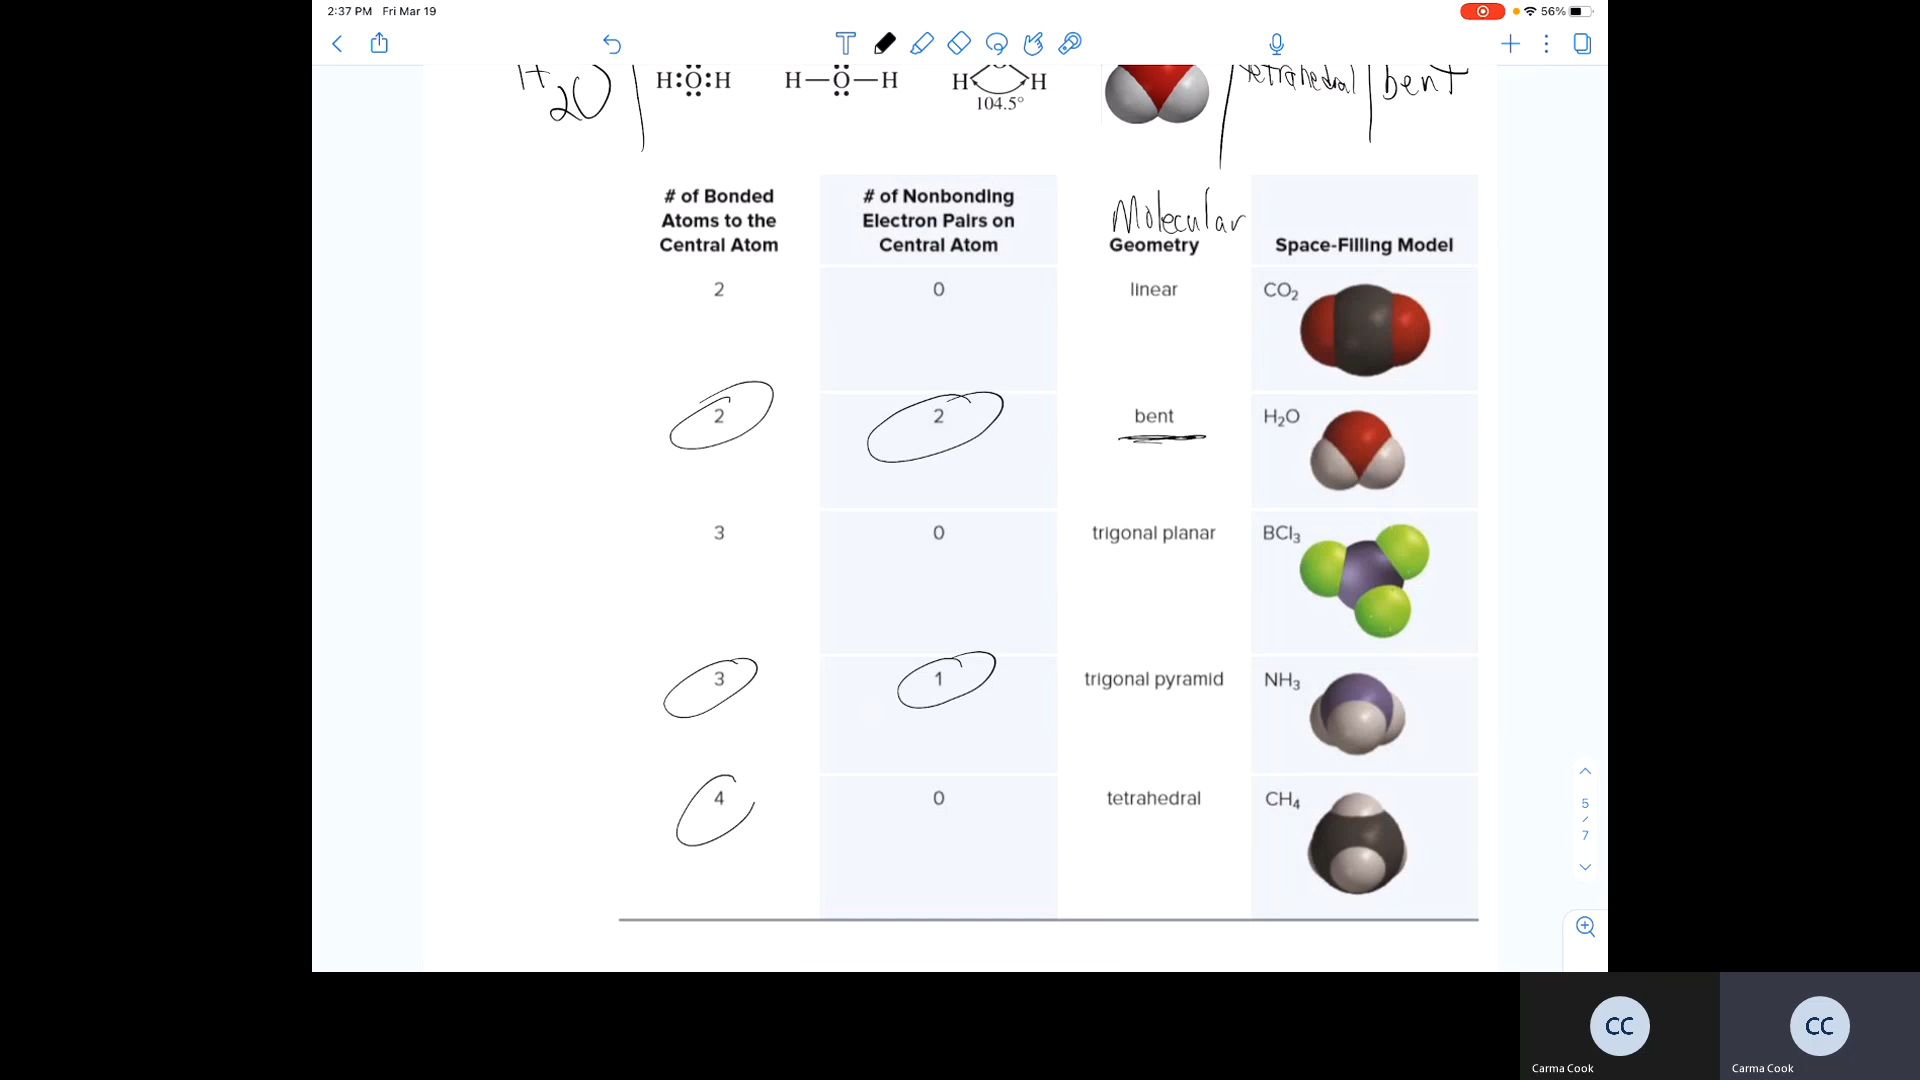 2:37 PM Fri Mar 19
56%
H2O
H:O:H
H—O—H
H H
104.5°
tetrahedral
bent
# of Bonded
Atoms to the
Central Atom
# of Nonbonding
Electron Pairs on
Central Atom
Molecular
Geometry
Space-Filling Model
2
0
linear
CO₂
2
2
bent
H₂O
3
0
trigonal planar
BCl₃
3
1
trigonal pyramid
NH₃
4
0
tetrahedral
CH₄
5
/
7
CC
Carma Cook
CC
Carma Cook